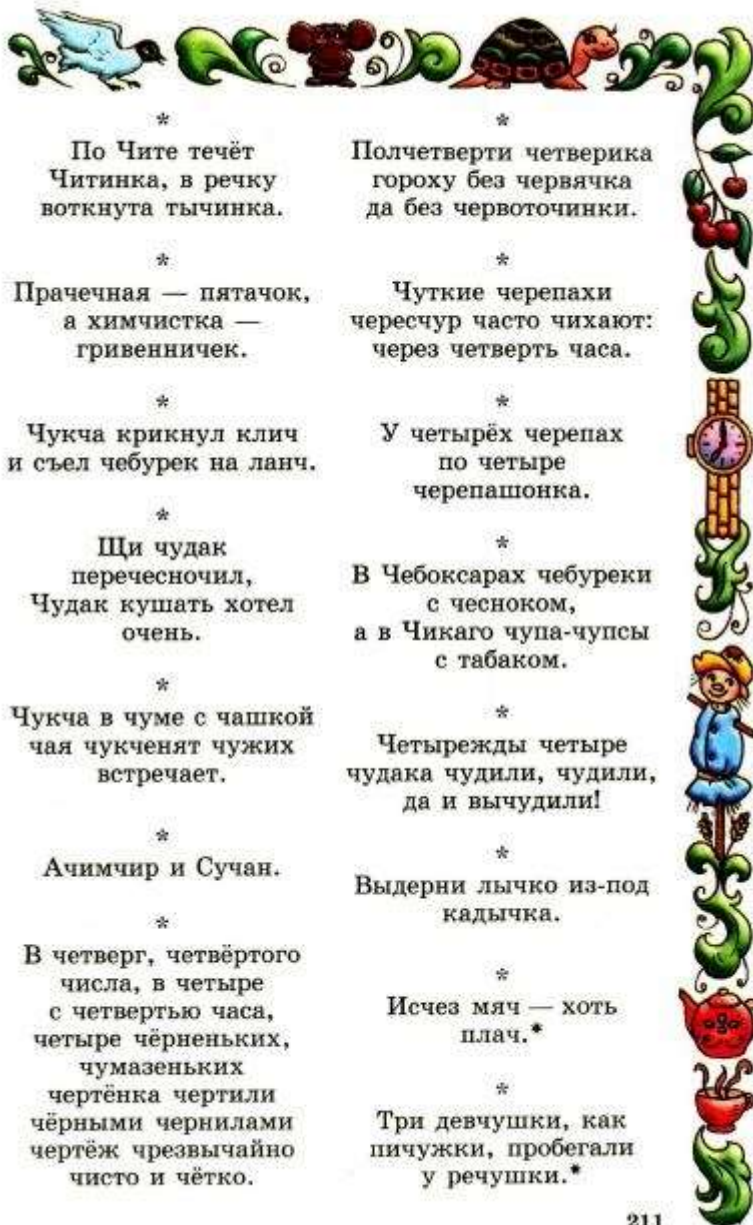 *
По Чите течёт
Читинка, в речку
воткнута тычинка.
*
Прачечная — пятачок,
а химчистка —
гривенничек.
*
Чукча крикнул клич
и съел чебурек на ланч.
*
Щи чудак
перечесночил,
Чудак кушать хотел
очень.
*
Чукча в чуме с чашкой
чая чукченят чужих
встречает.
*
Ачимчир и Сучан.
*
В четверг, четвёртого
числа, в четыре
с четвертью часа,
четыре чёрненьких,
чумазеньких
чертёнка чертили
чёрными чернилами
чертёж чрезвычайно
чисто и чётко.
*
Полчетверти четверика
гороху без червячка
да без червоточинки.
*
Чуткие черепахи
чересчур часто чихают:
через четверть часа.
*
У четырёх черепах
по четыре
черепашонка.
*
В Чебоксарах чебуреки
с чесноком,
а в Чикаго чупа-чупсы
с табаком.
*
Четырежды четыре
чудака чудили, чудили,
да и вычудили!
*
Выдерни лычко из-под
кадычка.
*
Исчез мяч — хоть
плач.*
*
Три девчушки, как
пичужки, пробегали
у речушки.*
211